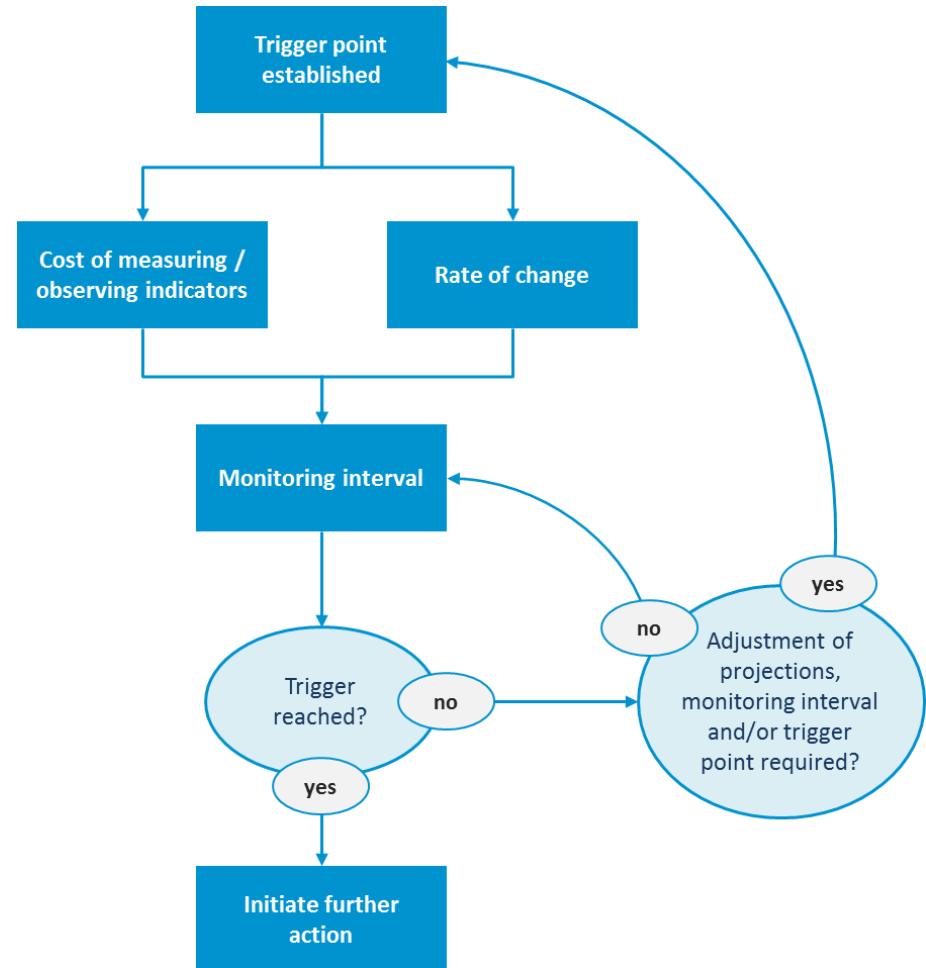 Trigger point
established
Cost of measuring /
observing indicators
Rate of change
Monitoring interval
yes
no
Adjustment of
projections,
monitoring interval
and/or trigger
point required?
Trigger
reached?
no
yes
Initiate further
action